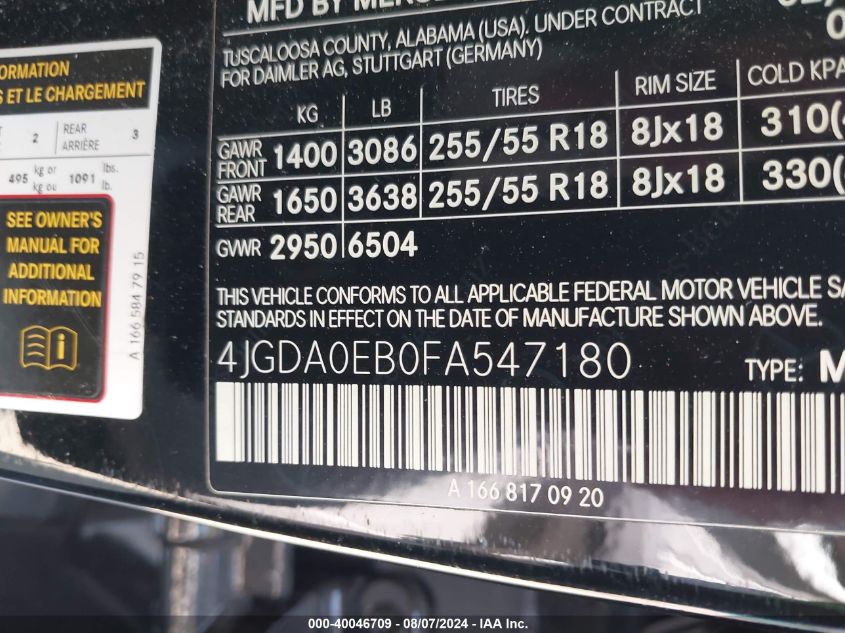 MFD BY
TUSCALOOSA COUNTY, ALABAMA (USA). UNDER CONTRACT
FOR DAIMLER AG, STUTTGART (GERMANY)
KG LB TIRES RIM SIZE COLD KPA
GAWR FRONT 1400 3086 255/55 R18 8Jx18 310(
GAWR REAR 1650 3638 255/55 R18 8Jx18 330(
GVWR 2950 6504
THIS VEHICLE CONFORMS TO ALL APPLICABLE FEDERAL MOTOR VEHICLE
STANDARDS IN EFFECT ON THE DATE OF MANUFACTURE SHOWN ABOVE.
4JGDA0EB0FA547180 TYPE: M
A 166 817 09 20
ET LE CHARGEMENT
2 REAR ARRIÈRE 3
495 kg or kg ou 1091 lbs. lb.
SEE OWNER'S
MANUAL FOR
ADDITIONAL
INFORMATION
A 166 584 79 15
000-40046709 — 08/07/2024 — IAA Inc.